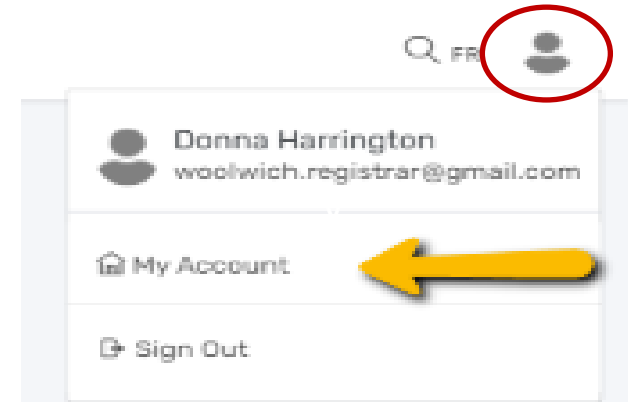 FR
Donna Harrington
woolwich.registrar@gmail.com
My Account
Sign Out